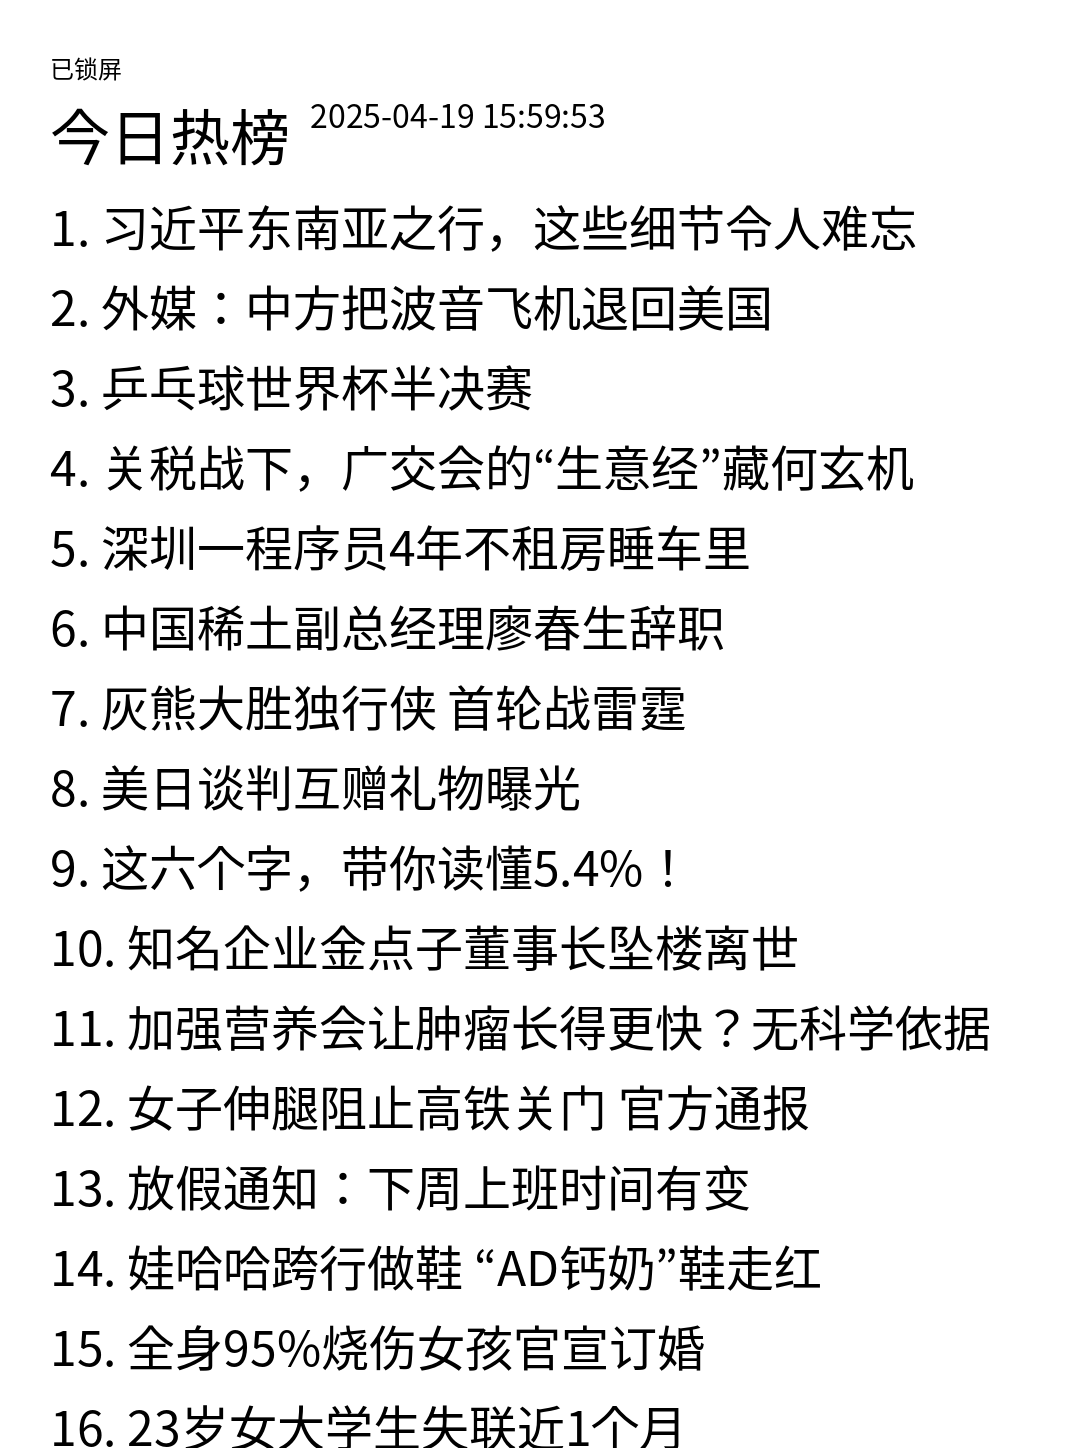 已锁屏
今日热榜 2025-04-19 15:59:53
1. 习近平东南亚之行，这些细节令人难忘
2. 外媒：中方把波音飞机退回美国
3. 乒乓球世界杯半决赛
4. 关税战下，广交会的“生意经”藏何玄机
5. 深圳一程序员4年不租房睡车里
6. 中国稀土副总经理廖春生辞职
7. 灰熊大胜独行侠 首轮战雷霆
8. 美日谈判互赠礼物曝光
9. 这六个字，带你读懂5.4%！
10. 知名企业金点子董事长坠楼离世
11. 加强营养会让肿瘤长得更快？无科学依据
12. 女子伸腿阻止高铁关门 官方通报
13. 放假通知：下周上班时间有变
14. 娃哈哈跨行做鞋 “AD钙奶”鞋走红
15. 全身95%烧伤女孩官宣订婚
16. 23岁女大学生失联近1个月